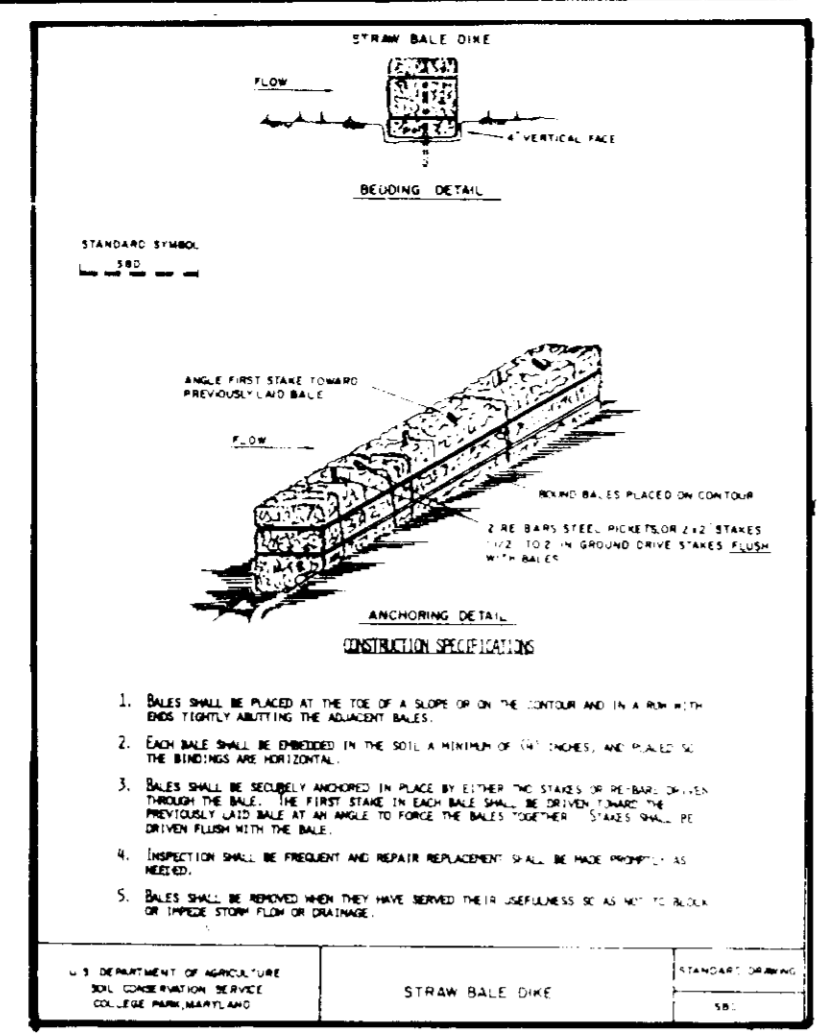 STRAW BALE DIKE
FLOW
4" VERTICAL FACE
BEDDING DETAIL
STANDARD SYMBOL
SBD
ANGLE FIRST STAKE TOWARD
PREVIOUSLY LAID BALE
FLOW
BOUND BALES PLACED ON CONTOUR
2 RE BARS STEEL PICKETS, OR 2"x2" STAKES
1 1/2' TO 2' IN GROUND DRIVE STAKES FLUSH
WITH BALES
ANCHORING DETAIL
CONSTRUCTION SPECIFICATIONS
1. BALES SHALL BE PLACED AT THE TOE OF A SLOPE OR ON THE CONTOUR AND IN A ROW WITH
ENDS TIGHTLY ABUTTING THE ADJACENT BALES.
2. EACH BALE SHALL BE EMBEDDED IN THE SOIL A MINIMUM OF (4) INCHES, AND PLACED SO
THE BINDINGS ARE HORIZONTAL.
3. BALES SHALL BE SECURELY ANCHORED IN PLACE BY EITHER TWO STAKES OR RE-BARS DRIVEN
THROUGH THE BALE. THE FIRST STAKE IN EACH BALE SHALL BE DRIVEN TOWARD THE
PREVIOUSLY LAID BALE AT AN ANGLE TO FORCE THE BALES TOGETHER STAKES SHALL BE
DRIVEN FLUSH WITH THE BALE.
4. INSPECTION SHALL BE FREQUENT AND REPAIR REPLACEMENT SHALL BE MADE PROMPTLY AS
NEEDED.
5. BALES SHALL BE REMOVED WHEN THEY HAVE SERVED THEIR USEFULNESS SO AS NOT TO BLOCK
OR IMPEDE STORM FLOW OR DRAINAGE.
U S DEPARTMENT OF AGRICULTURE
SOIL CONSERVATION SERVICE
COLLEGE PARK, MARYLAND
STRAW BALE DIKE
STANDARD DRAWING
SBD